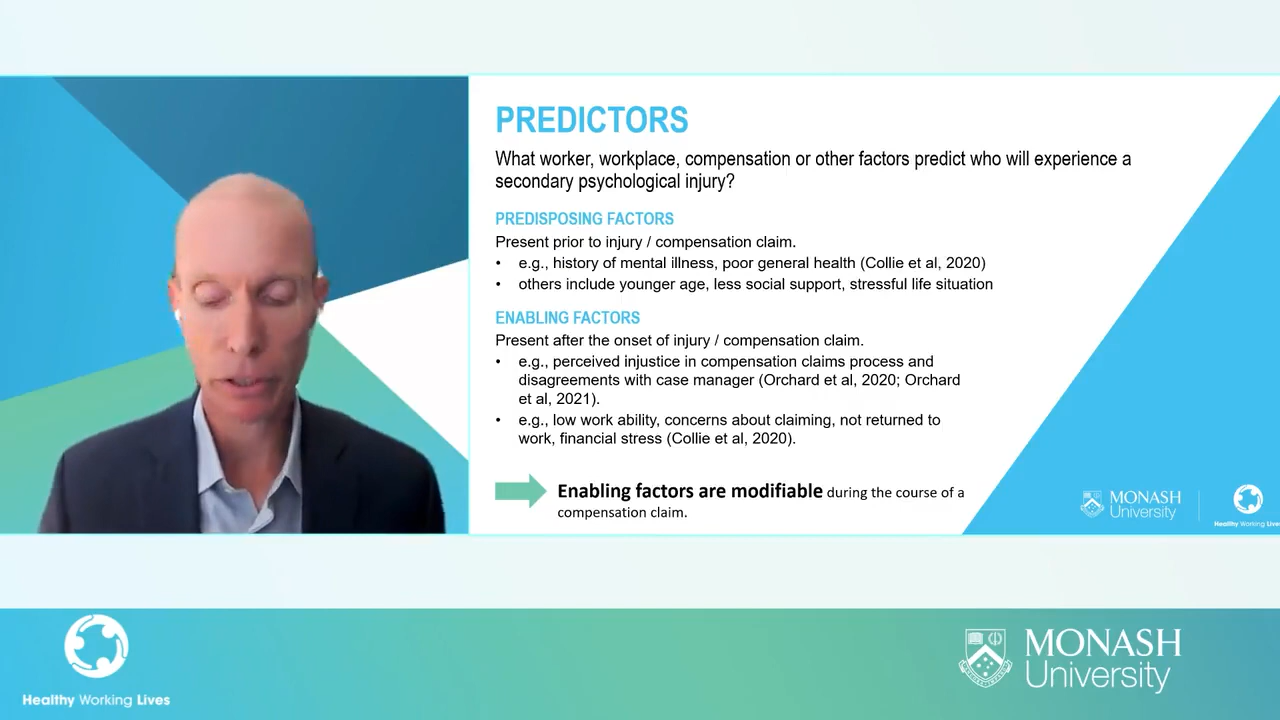 PREDICTORS
What worker, workplace, compensation or other factors predict who will experience a
secondary psychological injury?
PREDISPOSING FACTORS
Present prior to injury / compensation claim.
• e.g., history of mental illness, poor general health (Collie et al, 2020)
• others include younger age, less social support, stressful life situation
ENABLING FACTORS
Present after the onset of injury / compensation claim.
• e.g., perceived injustice in compensation claims process and
disagreements with case manager (Orchard et al, 2020; Orchard
et al, 2021).
• e.g., low work ability, concerns about claiming, not returned to
work, financial stress (Collie et al, 2020).
Enabling factors are modifiable during the course of a
compensation claim.
MONASH
University
Healthy Working Lives
Healthy Working Lives
MONASH
University